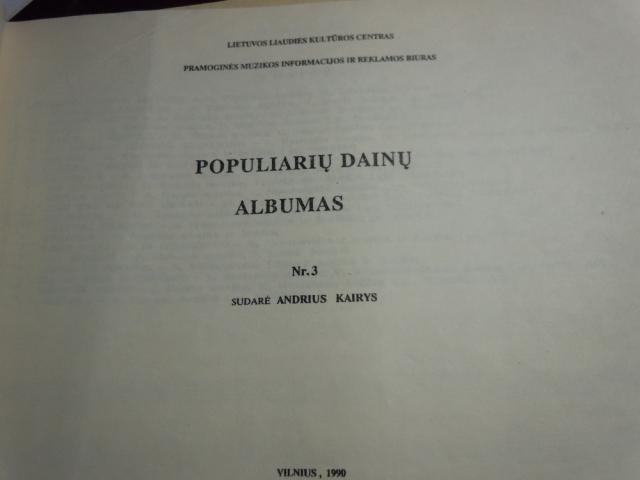 LIETUVOS LIAUDIES KULTŪROS CENTRAS
PRAMOGINĖS MUZIKOS INFORMACIJOS IR REKLAMOS BIURAS
POPULIARIŲ DAINŲ
ALBUMAS
Nr.3
SUDARĖ ANDRIUS KAIRYS
VILNIUS, 1990